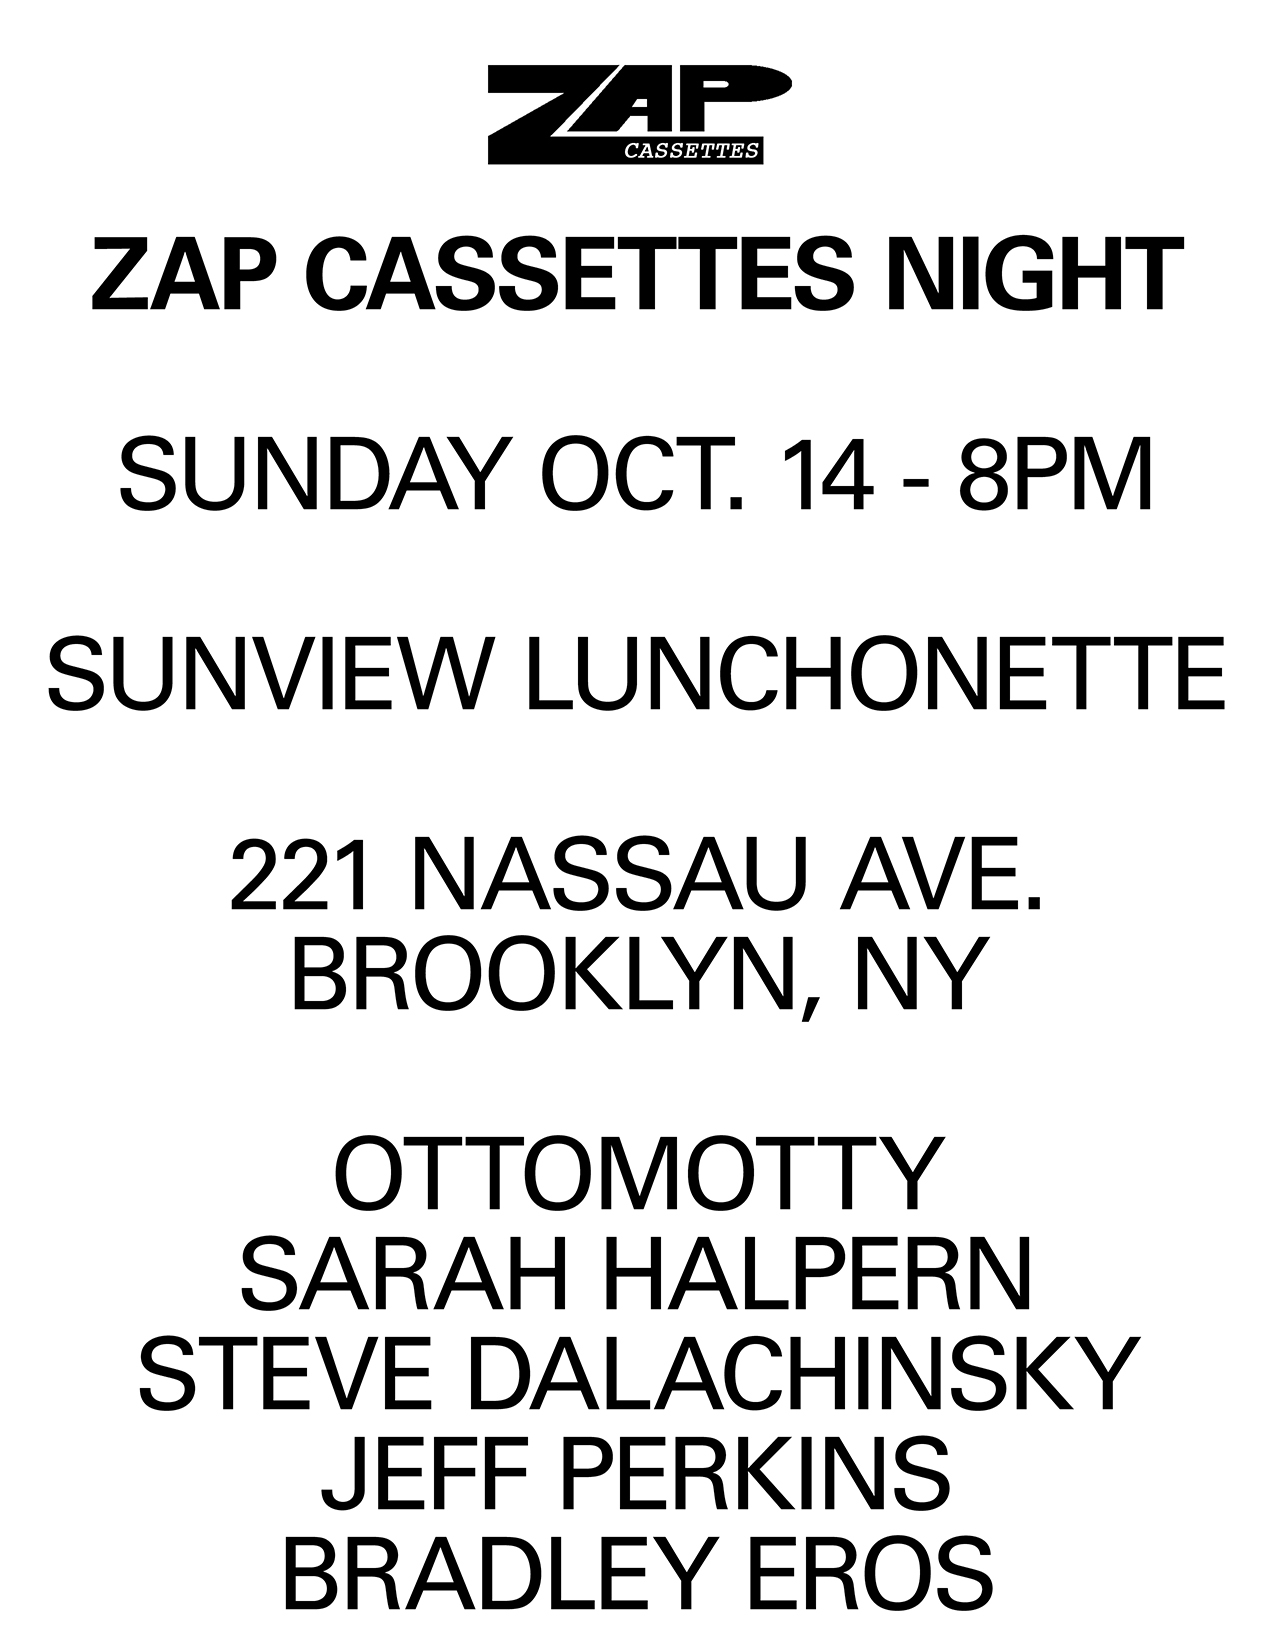 ZAP
CASSETTES
ZAP CASSETTES NIGHT
SUNDAY OCT. 14 - 8PM
SUNVIEW LUNCHONETTE
221 NASSAU AVE.
BROOKLYN, NY
OTTOMOTTY
SARAH HALPERN
STEVE DALACHINSKY
JEFF PERKINS
BRADLEY EROS